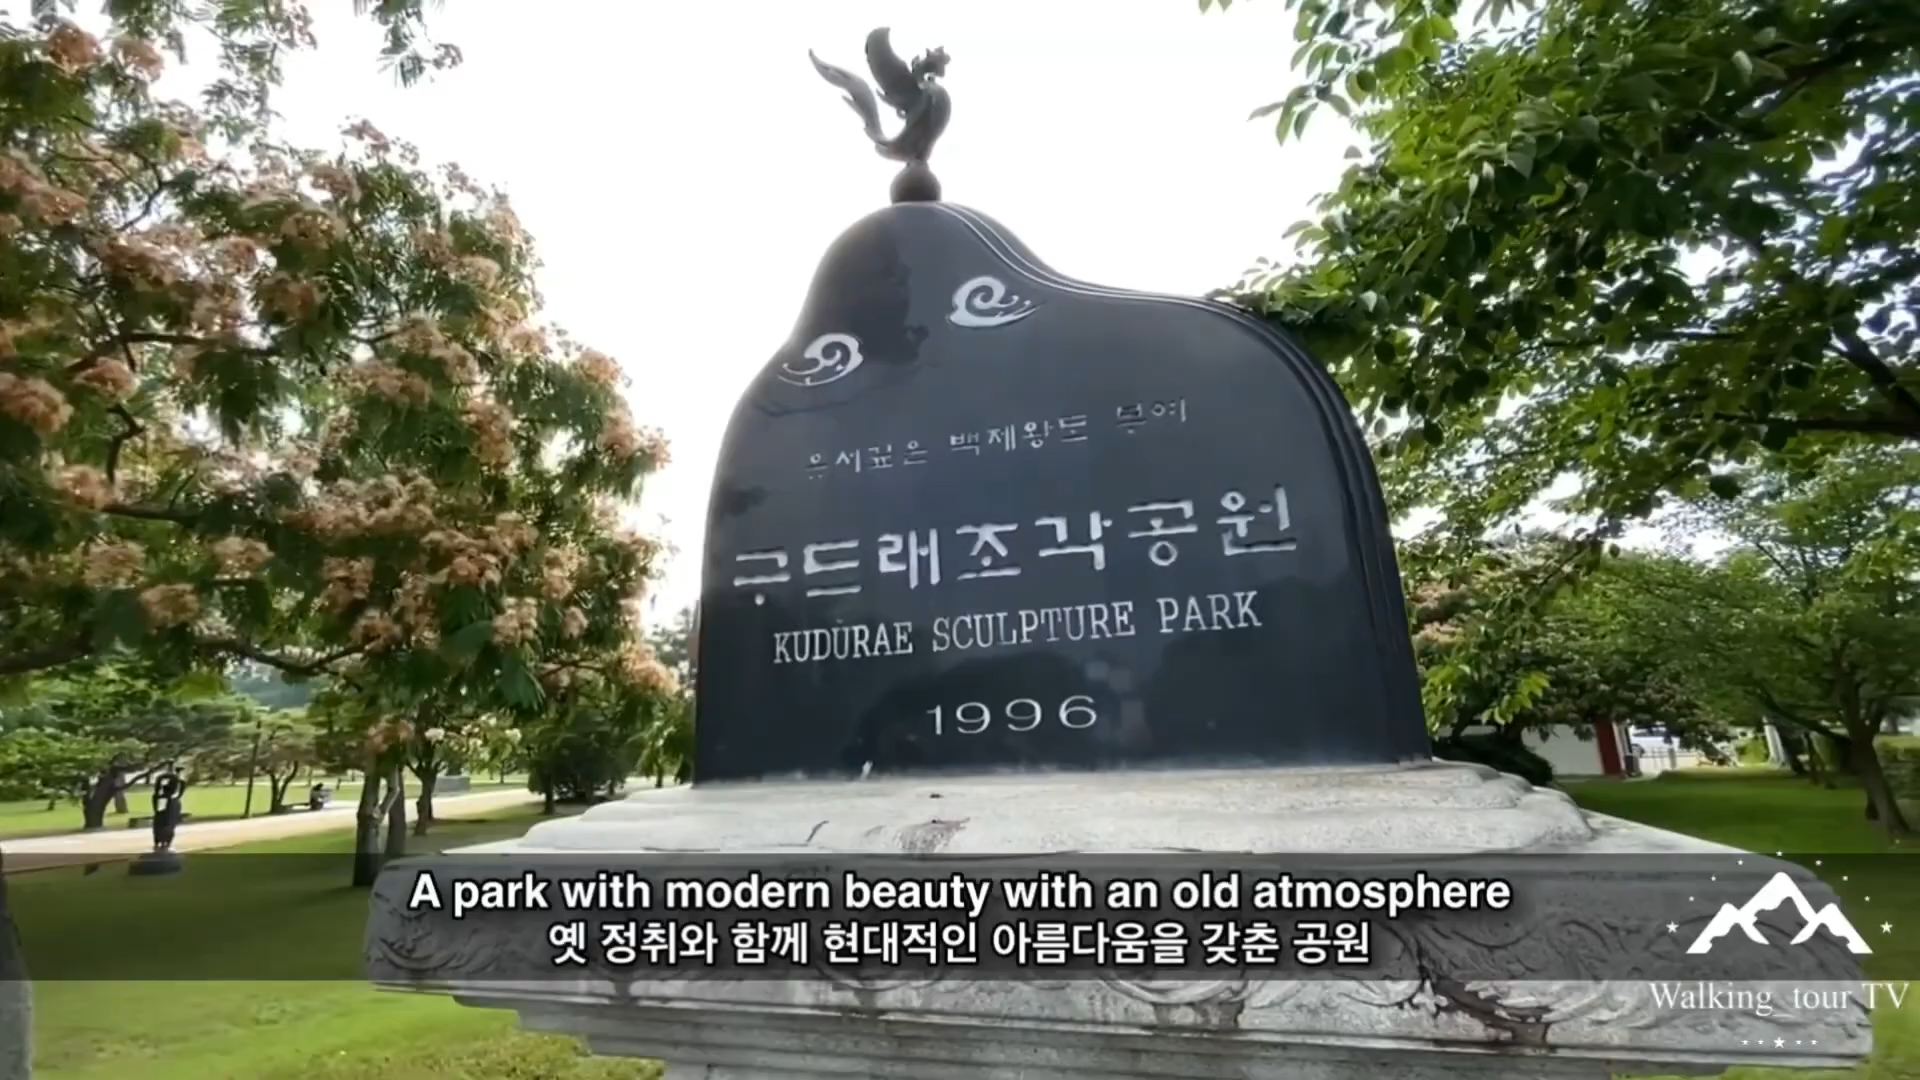 유서깊은 백제왕도 부여
구드래조각공원
KUDŬRAE SCULPTURE PARK
1996
A park with modern beauty with an old atmosphere
옛 정취와 함께 현대적인 아름다움을 갖춘 공원
Walking_tour TV